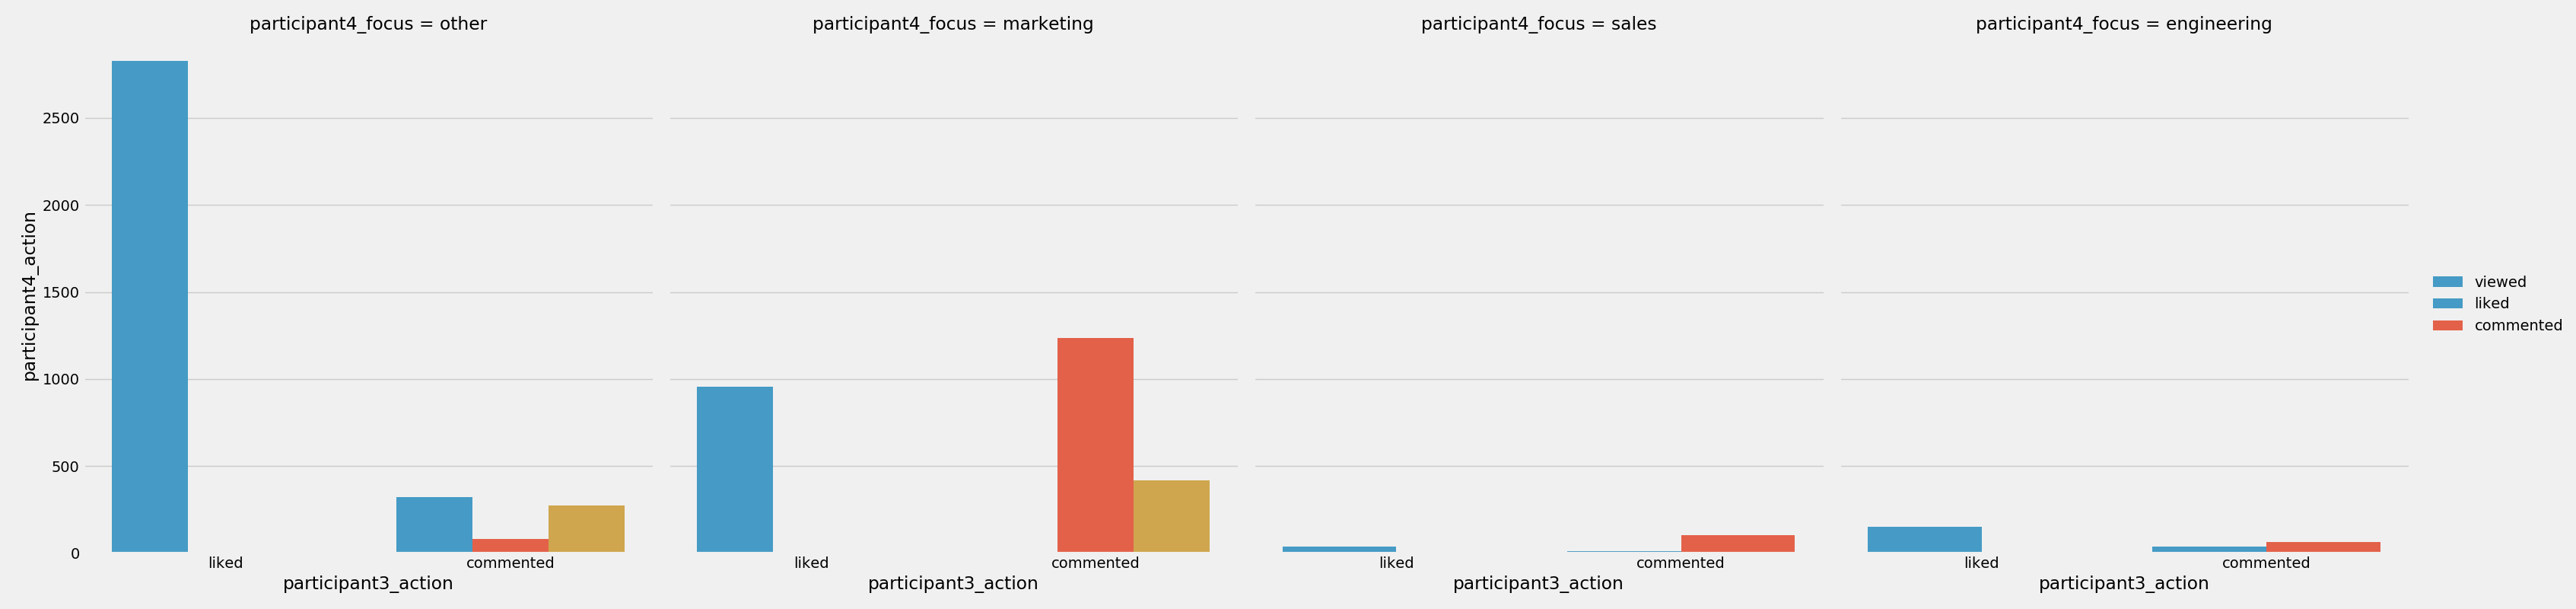 participant4_focus = other
participant4_focus = marketing
participant4_focus = sales
participant4_focus = engineering
participant4_action
2500
2000
1500
1000
500
0
viewed
liked
commented
liked
commented
liked
commented
liked
commented
liked
commented
participant3_action
participant3_action
participant3_action
participant3_action